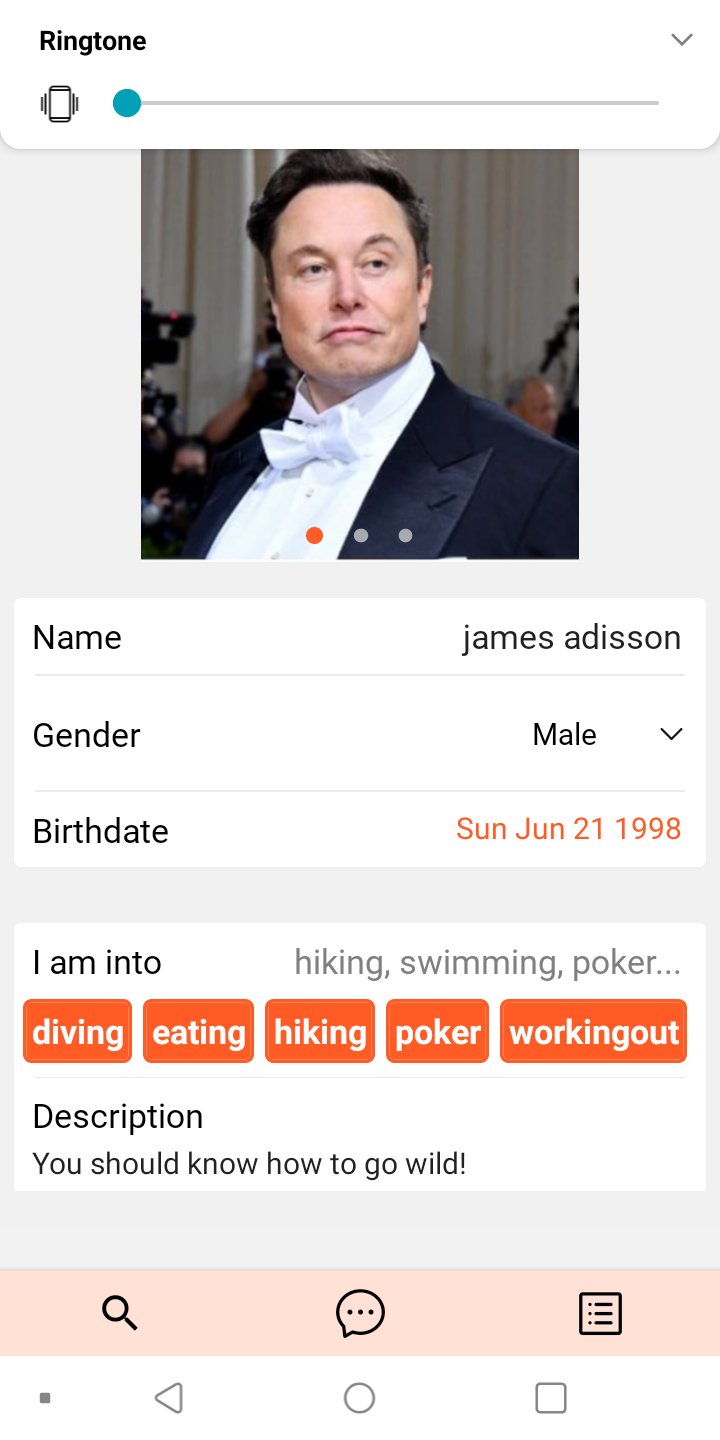 Ringtone
Name james adisson
Gender Male
Birthdate Sun Jun 21 1998
I am into hiking, swimming, poker...
diving eating hiking poker workingout
Description
You should know how to go wild!